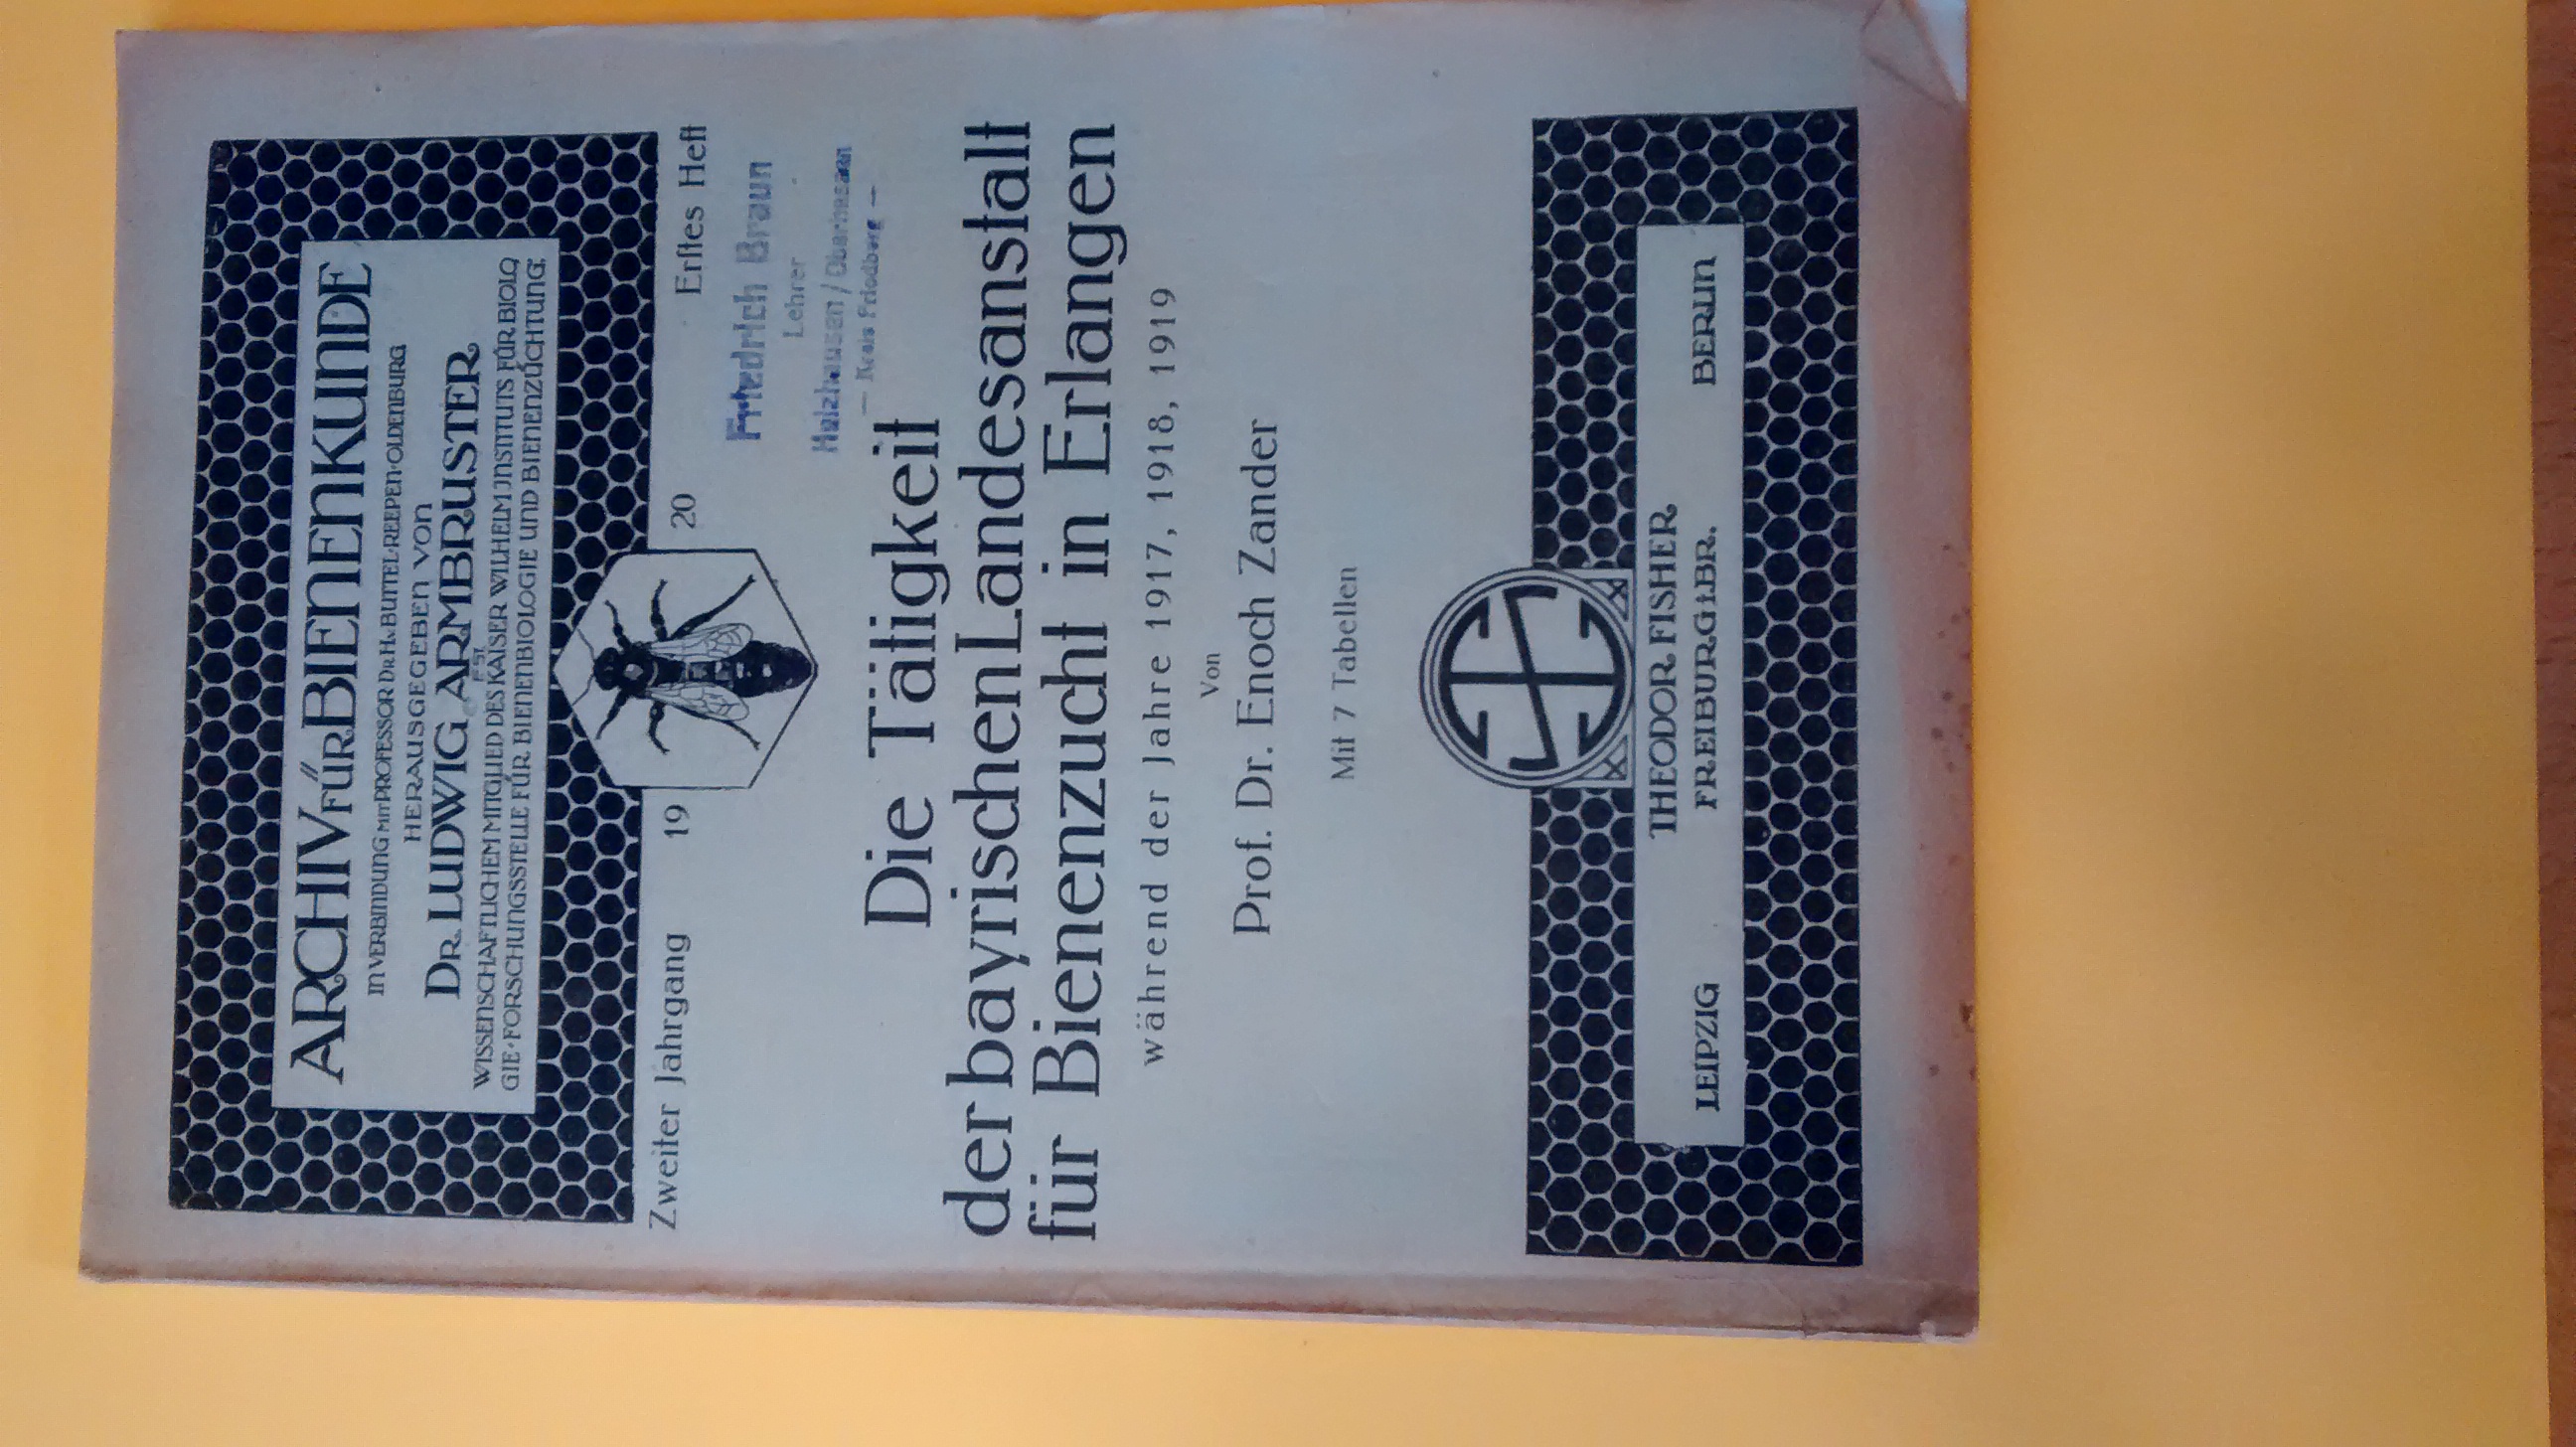 ARCHIV FÜR BIENENKUNDE
IN VERBINDUNG MIT PROFESSOR DR. H. v. BUTTEL-REEPEN·OLDENBURG
HERAUSGEGEBEN VON
DR. LUDWIG ARMBRUSTER
WISSENSCHAFTLICHEM MITGLIED DES KAISER WILHELM JNSTITUTS FÜR BIOLO
GIE·FORSCHUNGSSTELLE FÜR BIENENBIOLOGIE UND BIENENZÜCHTUNG.
Zweiter Jahrgang 19 20 Erſtes Heft
Friedrich Braun
Lehrer
Holzhausen / Oberhessen
— Kreis Friedberg —
Die Tätigkeit
der bayrischen Landesanstalt
für Bienenzucht in Erlangen
während der Jahre 1917, 1918, 1919
Von
Prof. Dr. Enoch Zander
Mit 7 Tabellen
THEODOR FISHER
LEIPZIG FREIBURG i. BR. BERLIN